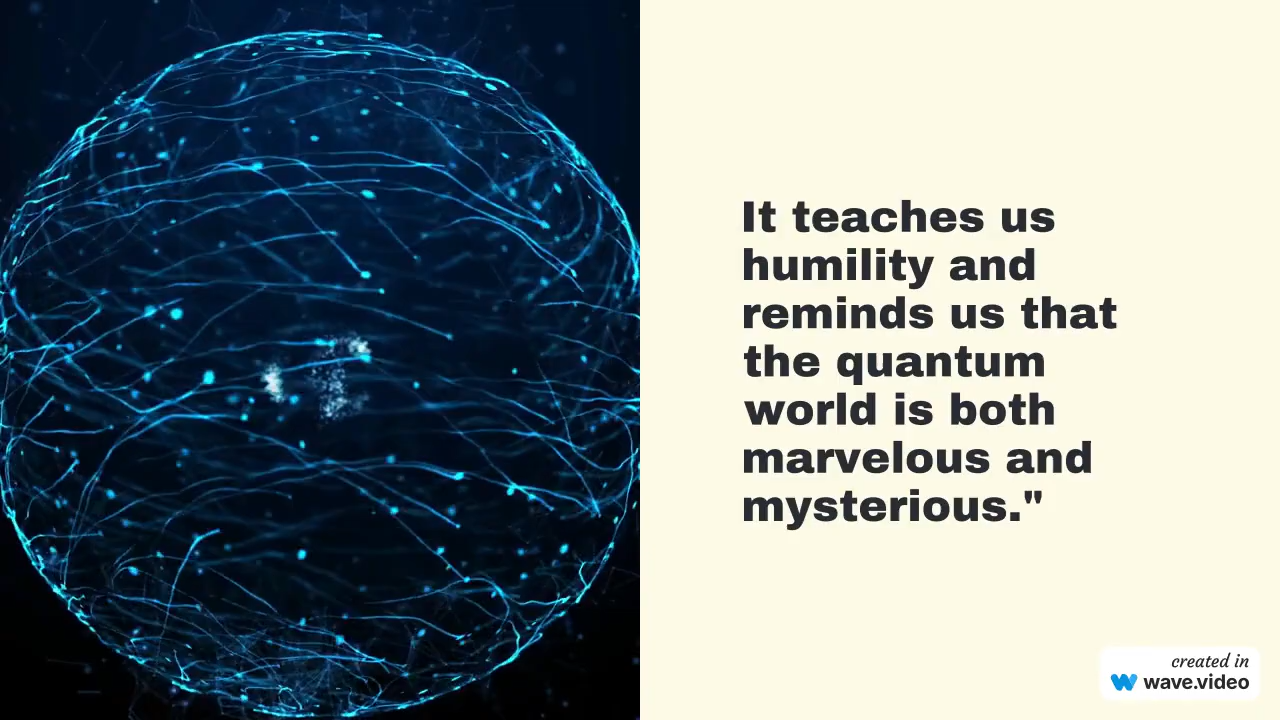 It teaches us
humility and
reminds us that
the quantum
world is both
marvelous and
mysterious."
created in
wave.video